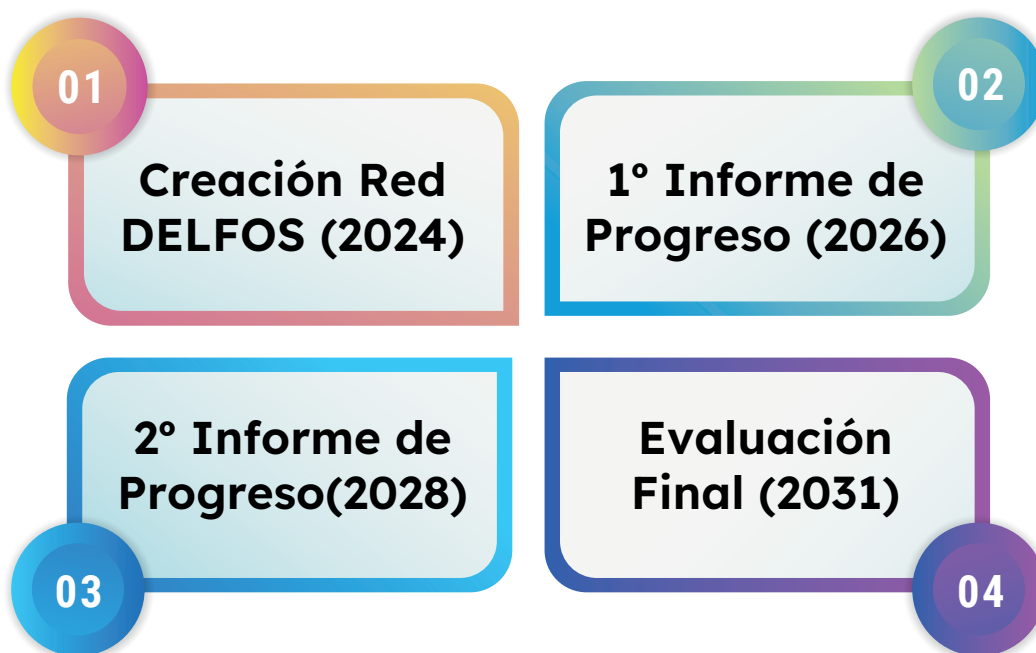 01
Creación Red
DELFOS (2024)
02
1º Informe de
Progreso (2026)
03
2º Informe de
Progreso(2028)
04
Evaluación
Final (2031)